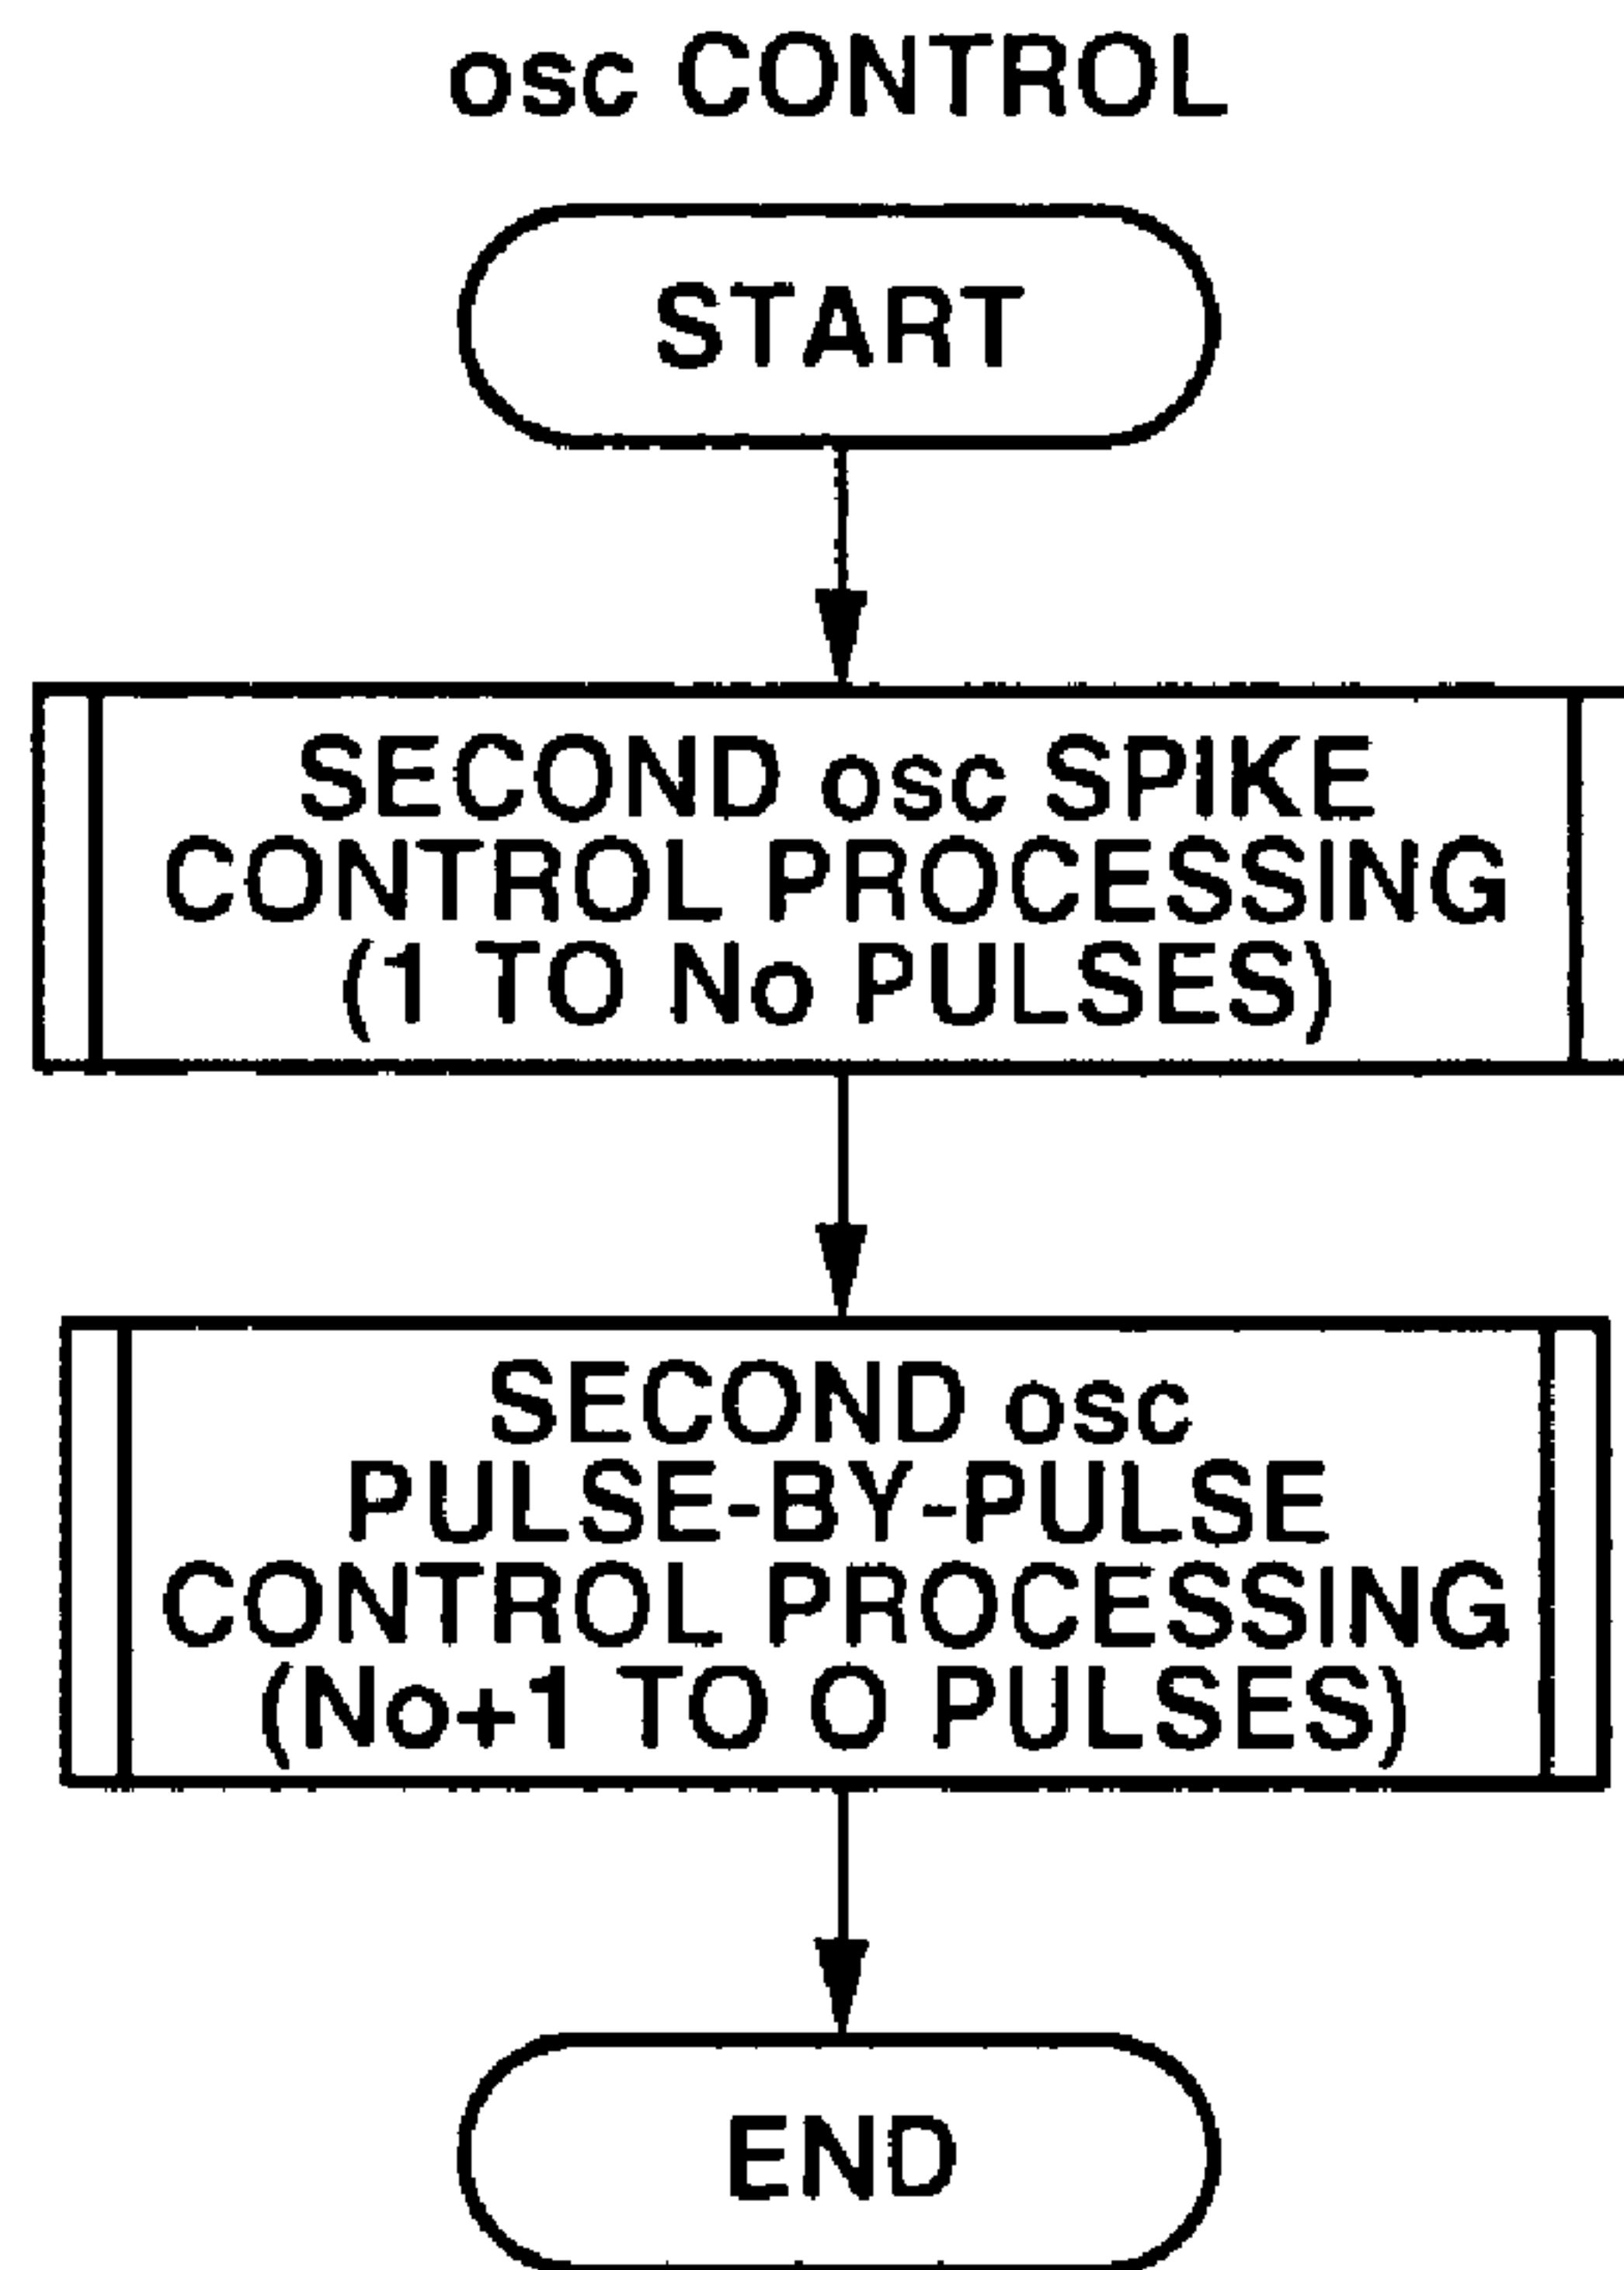 osc CONTROL
START
SECOND osc SPIKE
CONTROL PROCESSING
(1 TO No PULSES)
SECOND osc
PULSE-BY-PULSE
CONTROL PROCESSING
(No+1 TO O PULSES)
END